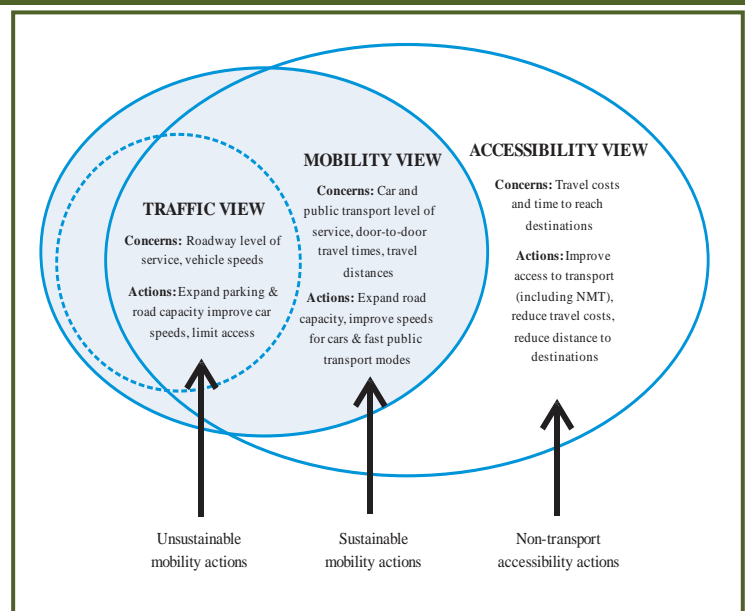 TRAFFIC VIEW
Concerns: Roadway level of
service, vehicle speeds
Actions: Expand parking &
road capacity improve car
speeds, limit access
MOBILITY VIEW
Concerns: Car and
public transport level of
service, door-to-door
travel times, travel
distances
Actions: Expand road
capacity, improve speeds
for cars & fast public
transport modes
ACCESSIBILITY VIEW
Concerns: Travel costs
and time to reach
destinations
Actions: Improve
access to transport
(including NMT),
reduce travel costs,
reduce distance to
destinations
Unsustainable
mobility actions
Sustainable
mobility actions
Non-transport
accessibility actions